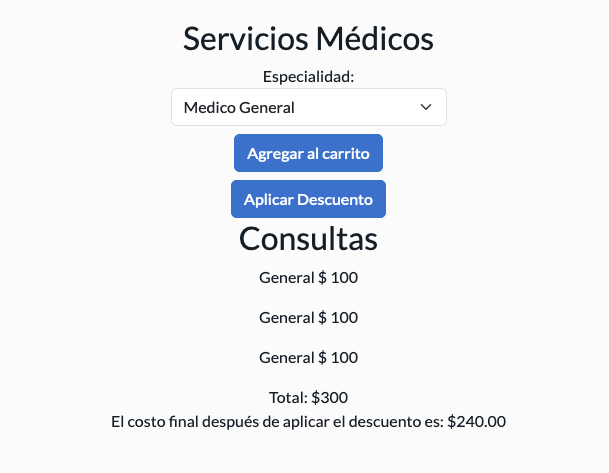 Servicios Médicos
Especialidad:
Medico General
Agregar al carrito
Aplicar Descuento
Consultas
General $ 100
General $ 100
General $ 100
Total: $300
El costo final después de aplicar el descuento es: $240.00